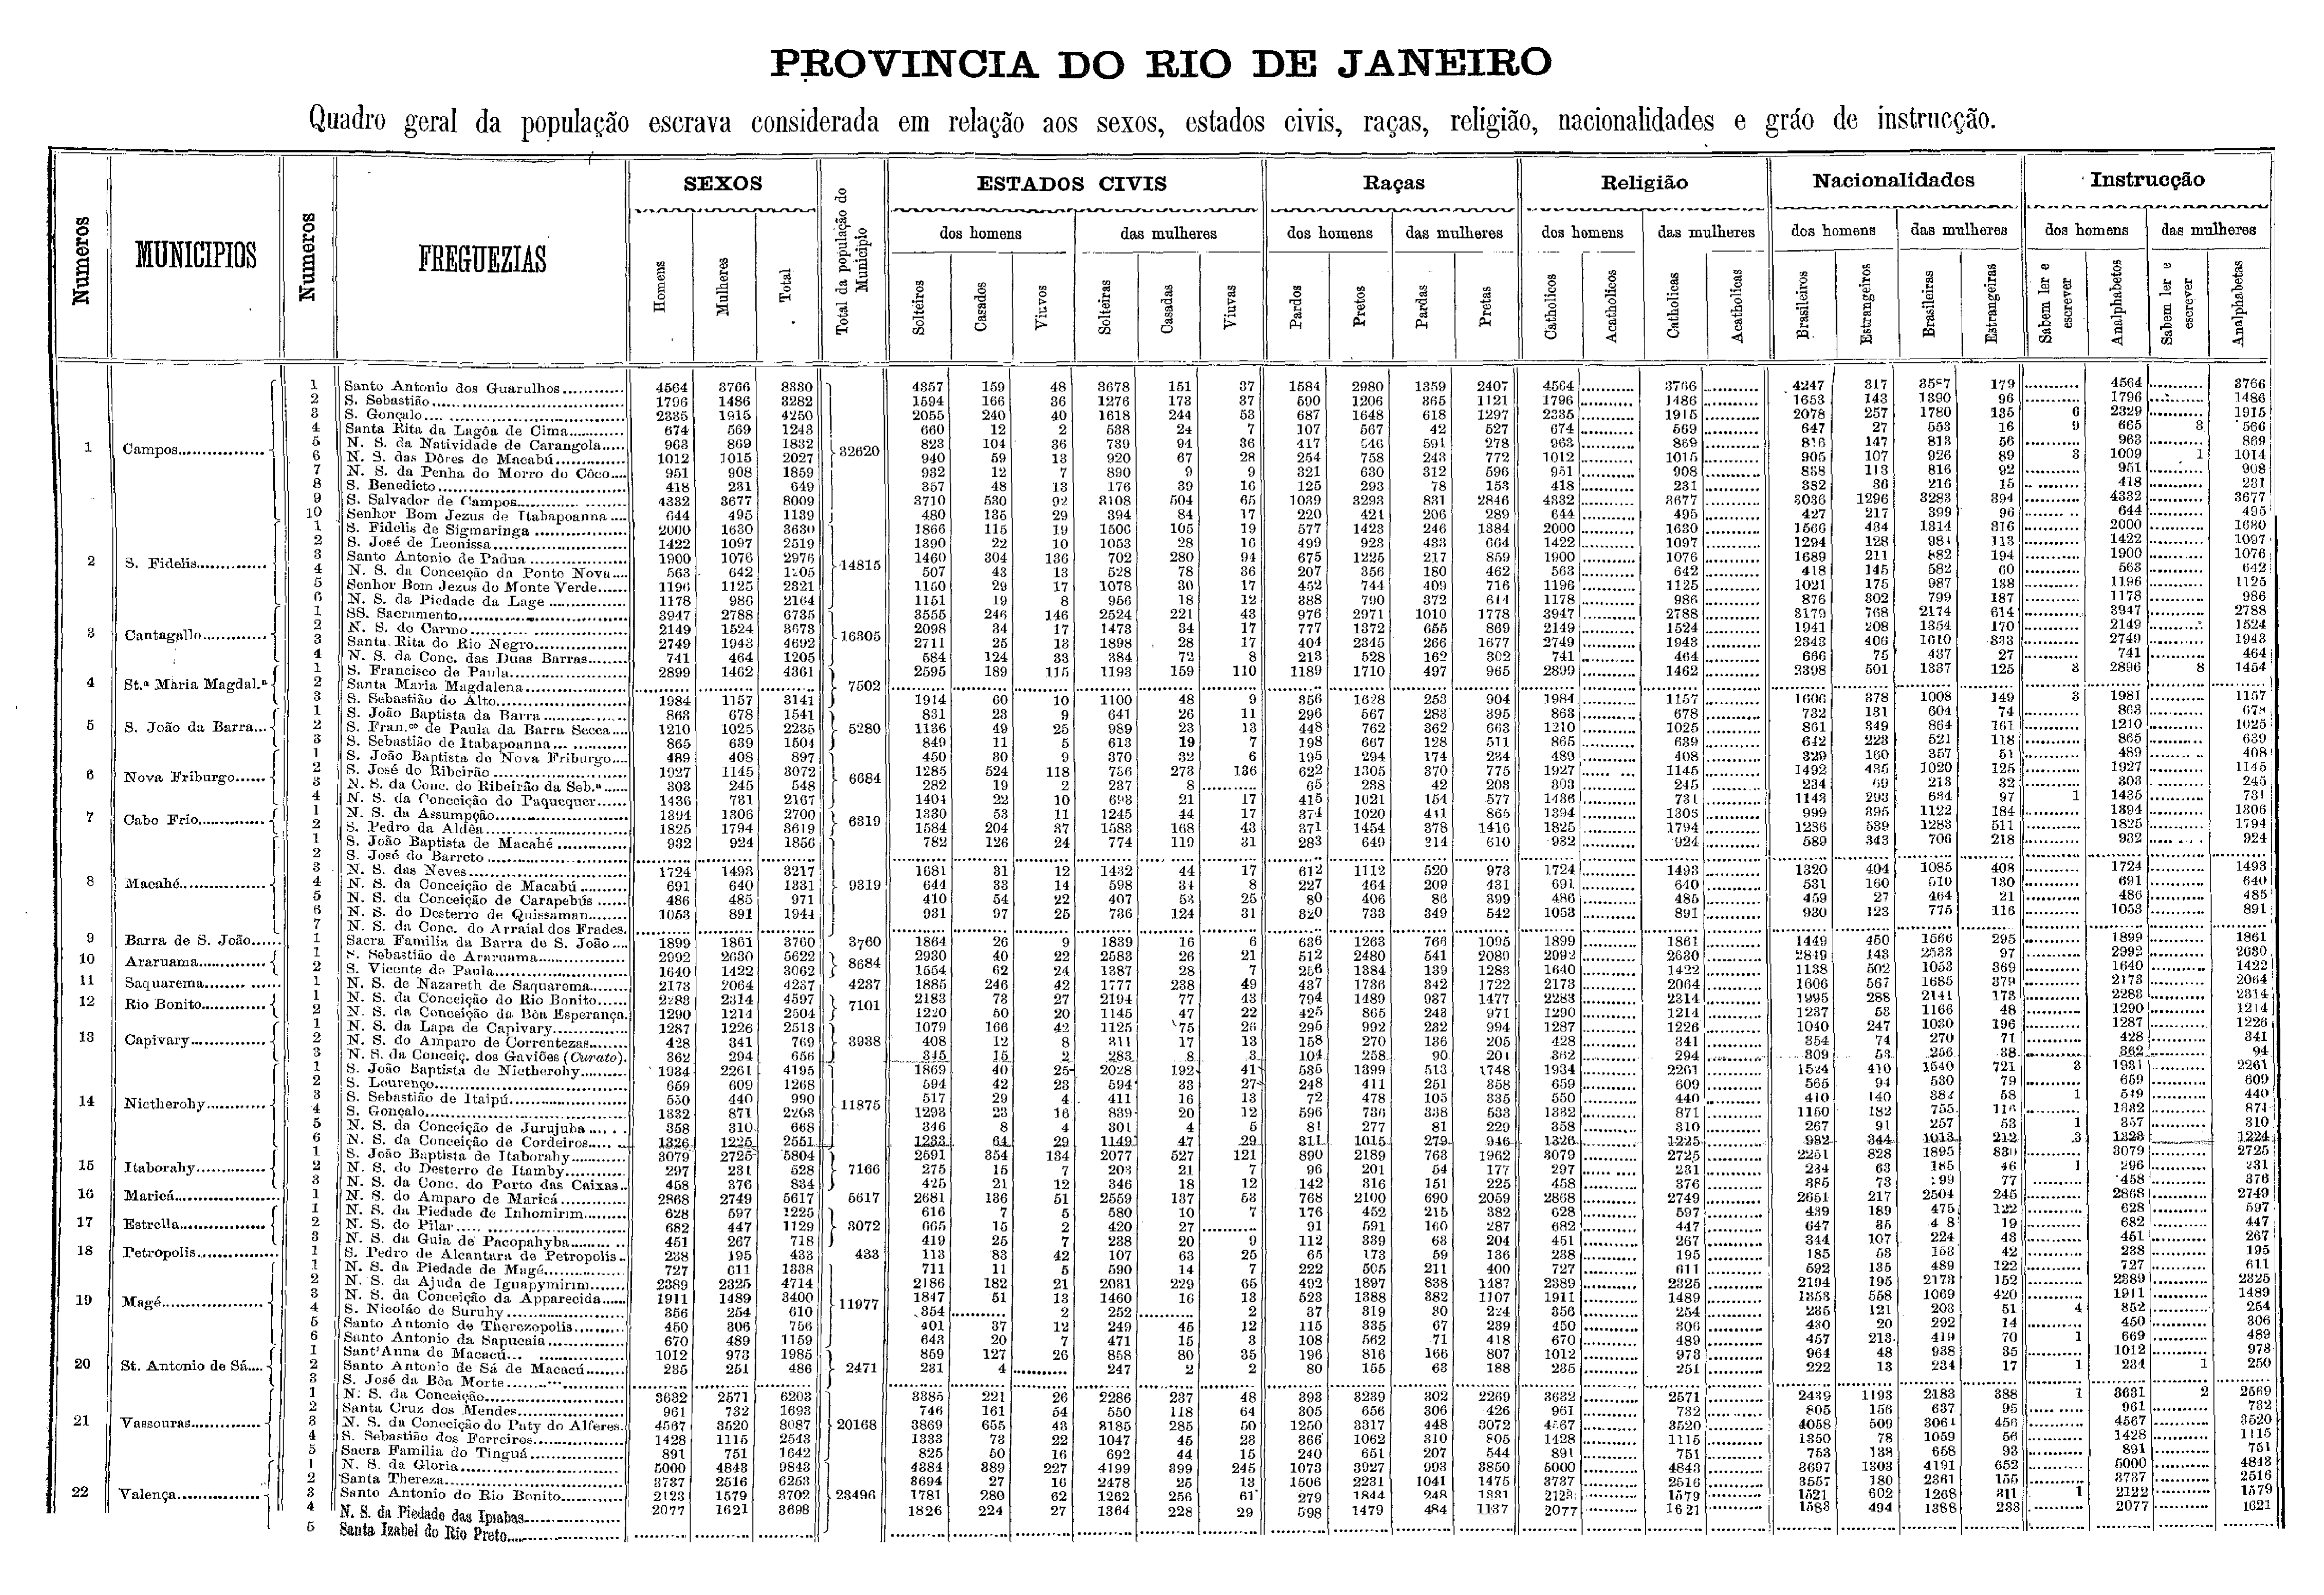 PROVINCIA DO RIO DE JANEIRO
Quadro geral da população escrava considerada em relação aos sexos, estados civis, raças, religião, nacionalidades e gráo de instrucção.
Numeros MUNICIPIOS Numeros FREGUEZIAS SEXOS Total da população do Municipio ESTADOS CIVIS Raças Religião Nacionalidades Instrucção
dos homens das mulheres dos homens das mulheres dos homens das mulheres dos homens das mulheres dos homens das mulheres
Homens Mulheres Total Solteiros Casados Viuvos Solteiras Casadas Viuvas Pardos Pretos Pardas Pretas Catholicos Acatholicos Catholicas Acatholicas Brasileiros Estrangeiros Brasileiras Estrangeiras Sabem ler e escrever Analphabetos Sabem ler e escrever Analphabetas
1 Santo Antonio dos Guarulhos 4564 3766 8330 4357 159 48 3678 151 37 1584 2980 1359 2407 4564 3766 4247 317 179 4564 3766
2 S. Sebastião 1796 1486 3282 1594 166 36 1276 173 37 590 1206 365 1121 1796 1486 1653 143 1390 96 1796 1486
3 S. Gonçalo 2335 1915 4250 2055 240 40 1618 244 53 687 1648 618 1297 2335 1915 2078 257 1780 135 6 2329 1915
4 Santa Rita da Lagôa de Cima 674 569 1243 660 12 2 538 24 7 107 567 42 527 674 569 647 27 553 16 9 665 3 566
1 Campos 5 N. S. da Natividade de Carangola 963 869 1832 32620 823 104 36 739 94 36 417 546 591 278 963 869 816 147 813 56 963 869
6 N. S. das Dôres de Macabú 1012 1015 2027 940 59 13 920 67 28 254 758 243 772 1012 1015 905 107 926 89 3 1009 1 1014
7 N. S. da Penha do Morro do Côco 951 908 1859 932 12 7 890 9 9 321 630 312 596 951 908 838 113 816 92 951 908
8 S. Benedicto 418 231 649 357 48 13 176 39 16 125 293 78 153 418 231 382 36 216 15 418 231
9 S. Salvador de Campos 4332 3677 8009 3710 530 92 3108 504 65 1039 3293 831 2846 4332 3677 3036 1296 3283 394 4332 3677
10 Senhor Bom Jezus de Itabapoanna 644 495 1139 480 135 29 394 84 17 220 421 206 289 644 495 427 217 399 96 644 495
1 S. Fidelis de Sigmaringa 2000 1630 3630 1866 115 19 1506 105 19 577 1423 246 1384 2000 1630 1566 434 1314 316 2000 1630
2 S. José de Leonissa 1422 1097 2519 1390 22 10 1053 28 16 499 923 433 664 1422 1097 1294 128 984 113 1422 1097
2 S. Fidelis 3 Santo Antonio de Padua 1900 1076 2976 14815 1460 304 136 702 280 94 675 1225 217 859 1900 1076 1689 211 882 194 1900 1076
4 N. S. da Conceição da Ponte Nova 563 642 1205 507 43 13 528 78 36 207 356 180 462 563 642 418 145 582 60 563 642
5 Senhor Bom Jezus do Monte Verde 1196 1125 2321 1150 29 17 1078 30 17 452 744 409 716 1196 1125 1021 175 987 138 1196 1125
6 N. S. da Piedade da Lage 1178 986 2164 1151 19 8 956 18 12 388 790 372 614 1178 986 876 302 799 187 1178 986
1 SS. Sacramento 3947 2788 6735 3555 246 146 2524 221 43 976 2971 1010 1778 3947 2788 3179 768 2174 614 3947 2788
3 Cantagallo 2 N. S. do Carmo 2149 1524 3673 16305 2098 34 17 1473 34 17 777 1372 655 869 2149 1524 1941 208 1354 170 2149 1524
3 Santa Rita do Rio Negro 2749 1943 4692 2711 25 13 1898 28 17 404 2345 266 1677 2749 1943 2343 406 1610 333 2749 1943
4 N. S. da Conc. das Duas Barras 741 464 1205 584 124 33 384 72 8 213 528 162 302 741 464 666 75 437 27 741 464
1 S. Francisco de Paula 2899 1462 4361 2595 189 115 1193 159 110 1189 1710 497 965 2899 1462 2398 501 1337 125 3 2896 8 1454
4 St.ª Maria Magdal.ª 2 Santa Maria Magdalena 7502
3 S. Sebastião do Alto 1984 1157 3141 1914 60 10 1100 48 9 356 1628 253 904 1984 1157 1606 378 1008 149 3 1981 1157
1 S. João Baptista da Barra 863 678 1541 831 23 9 641 26 11 296 567 283 395 863 678 732 131 604 74 863 678
5 S. João da Barra 2 S. Fran.co de Paula da Barra Secca 1210 1025 2235 5280 1136 49 25 989 23 13 448 762 362 663 1210 1025 861 349 864 161 1210 1025
3 S. Sebastião de Itabapoanna 865 639 1504 849 11 5 613 19 7 198 667 128 511 865 639 642 223 521 118 865 639
1 S. João Baptista de Nova Friburgo 489 408 897 450 30 9 370 32 6 195 294 174 234 489 408 329 160 357 51 489 408
6 Nova Friburgo 2 S. José do Ribeirão 1927 1145 3072 6684 1285 524 118 736 273 136 622 1305 370 775 1927 1145 1492 435 1020 125 1927 1145
3 N. S. da Conc. do Ribeirão da Seb.ª 303 245 548 282 19 2 237 8 65 238 42 203 303 245 234 69 213 32 303 245
4 N. S. da Conceição do Paquequer 1436 731 2167 1404 22 10 693 21 17 415 1021 154 577 1436 731 1143 293 634 97 1 1435 731
7 Cabo Frio 1 N. S. da Assumpção 1394 1306 2700 6319 1330 53 11 1245 44 17 374 1020 441 865 1394 999 395 1122 184 1394 1306
2 S. Pedro da Aldêa 1825 1794 3619 1584 204 37 1583 168 43 371 1454 378 1416 1825 1794 1286 539 1283 511 1825 1794
1 S. João Baptista de Macahé 932 924 1856 782 126 24 774 119 31 283 649 314 610 932 924 589 343 706 218 932 924
2 S. José do Barreto
3 N. S. das Neves 1724 1493 3217 1681 31 12 1432 44 17 612 1112 520 973 1724 1493 1320 404 1085 408 1724 1493
8 Macahé 4 N. S. da Conceição de Macabú 691 640 1331 9319 644 33 14 598 34 8 227 464 209 431 691 640 531 160 510 130 691 640
5 N. S. da Conceição de Carapebús 486 485 971 410 54 22 407 53 25 80 406 86 399 486 485 459 27 464 21 486 485
6 N. S. do Desterro de Quissaman 1053 891 1944 931 97 25 736 124 31 320 733 349 542 1053 891 930 123 775 116 1053 891
7 N. S. da Conc. do Arraial dos Frades
9 Barra de S. João 1 Sacra Familia da Barra de S. João 1899 1861 3760 3760 1864 26 9 1839 16 6 636 1263 766 1095 1899 1861 1449 450 1566 295 1899 1861
10 Araruama 1 S. Sebastião de Araruama 2992 2630 5622 8684 2930 40 22 2583 26 21 512 2480 541 2089 2992 2630 2849 143 2533 97 2992 2630
2 S. Vicente de Paula 1640 1422 3062 1554 62 24 1387 28 7 256 1384 139 1283 1640 1422 1138 502 1053 369 1640 1422
11 Saquarema 1 N. S. de Nazareth de Saquarema 2173 2064 4237 4237 1885 246 42 1777 238 49 437 1736 342 1722 2173 2064 1606 567 1685 379 2173 2064
12 Rio Bonito 1 N. S. da Conceição do Rio Bonito 2283 2314 4597 7101 2183 73 27 2194 77 43 794 1489 937 1477 2283 2314 1995 288 2141 173 2283 2314
2 N. S. da Conceição da Bôa Esperança 1290 1214 2504 1220 50 20 1145 47 22 425 865 243 971 1290 1214 1237 53 1166 48 1290 1214
1 N. S. da Lapa de Capivary 1287 1226 2513 1079 166 42 1125 75 26 295 992 232 994 1287 1226 1040 247 1030 196 1287 1226
13 Capivary 2 N. S. do Amparo de Correntezas 428 341 769 3938 408 12 8 311 17 13 158 270 136 205 428 341 354 74 270 71 428 341
3 N. S. da Conceiç. dos Gaviões (Curato) 362 294 656 345 15 2 283 8 3 104 258 90 204 362 294 309 53 256 38 362 94
1 S. João Baptista de Nictheroy 1934 2261 4195 1869 40 25 2028 192 41 535 1399 513 1748 1934 2261 1524 410 1540 721 3 1931 2261
2 S. Lourenço 659 609 1268 594 42 23 594 33 27 248 411 251 358 659 609 565 94 530 79 659 609
3 S. Sebastião de Itaipú 550 440 990 517 29 4 411 16 13 72 478 105 335 550 440 410 140 382 58 1 549 440
14 Nictherohy 4 S. Gonçalo 1332 871 2203 11875 1293 23 16 839 20 12 596 736 338 533 1332 871 1150 182 755 116 1332 871
5 N. S. da Conceição de Jurujuba 358 310 668 346 8 4 301 4 5 81 277 81 229 358 310 267 91 257 53 1 357 310
6 N. S. da Conceição de Cordeiros 1326 1225 2551 1233 64 29 1149 47 29 311 1015 279 946 1326 1225 982 344 1013 212 3 1323 1224
1 S. João Baptista de Itaborahy 3079 2725 5804 2591 354 134 2077 527 121 890 2189 763 1962 3079 2725 2251 828 1895 830 3079 2725
15 Itaborahy 2 N. S. do Desterro de Itamby 297 231 528 7166 275 15 7 203 21 7 96 201 54 177 297 231 234 63 185 46 1 296 231
3 N. S. da Conc. do Porto das Caixas 458 376 834 425 21 12 346 18 12 142 316 151 225 458 376 385 73 99 77 458 376
16 Maricá 1 N. S. do Amparo de Maricá 2868 2749 5617 5617 2681 136 51 2559 137 53 768 2100 690 2059 2868 2749 2651 217 2504 245 2868 2749
1 N. S. da Piedade de Inhomirim 628 597 1225 616 7 5 580 10 7 176 452 215 382 628 597 439 189 475 122 628 597
17 Estrella 2 N. S. do Pilar 682 447 1129 3072 665 15 2 420 27 91 591 160 287 682 447 647 35 4 8 19 682 447
3 N. S. da Guia de Pacopahyba 451 267 718 419 25 7 238 20 9 112 339 63 204 451 267 344 107 224 43 451 267
18 Petropolis 1 S. Pedro de Alcantara de Petropolis 238 195 433 433 113 83 42 107 63 25 65 173 59 136 238 195 185 53 153 42 238 195
1 N. S. da Piedade de Magé 727 611 1338 711 11 5 590 14 7 222 505 211 400 727 611 592 135 489 122 727 611
2 N. S. da Ajuda de Iguapymirim 2389 2325 4714 2186 182 21 2031 229 65 492 1897 838 1487 2389 2325 2194 195 2173 152 2389 2325
19 Magé 3 N. S. da Conceição da Apparecida 1911 1489 3400 11977 1847 51 13 1460 16 13 523 1388 382 1107 1911 1489 1353 558 1069 420 1911 1489
4 S. Nicoláo de Suruhy 356 254 610 354 2 252 2 37 319 30 224 356 254 235 121 203 51 4 352 254
5 Santo Antonio de Therezopolis 450 306 756 401 37 12 249 45 12 115 335 67 239 450 306 430 20 292 14 450 306
6 Santo Antonio da Sapucaia 670 489 1159 643 20 7 471 15 3 108 562 71 418 670 489 457 213 419 70 1 669 489
1 Sant'Anna de Macacú 1012 973 1985 859 127 26 858 80 35 196 816 166 807 1012 973 964 48 938 35 1012 973
20 St. Antonio de Sá 2 Santo Antonio de Sá de Macacú 235 251 486 2471 231 4 247 2 2 80 155 63 188 235 251 222 13 234 17 1 234 1 250
3 S. José da Bôa Morte
1 N. S. da Conceição 3632 2571 6203 3385 221 26 2286 237 48 393 3239 302 2269 3632 2571 2439 1193 2183 388 1 3631 2 2569
2 Santa Cruz dos Mendes 961 732 1693 746 161 54 550 118 64 305 656 306 426 961 732 805 156 637 95 961 732
21 Vassouras 3 N. S. da Conceição do Paty do Alferes 4567 3520 8087 20168 3869 655 43 3185 285 50 1250 3317 448 3072 4567 3520 4058 509 3064 456 4567 3520
4 S. Sebastião dos Ferreiros 1428 1115 2543 1333 73 22 1047 45 23 366 1062 310 805 1428 1115 1350 78 1059 56 1428 1115
5 Sacra Familia do Tinguá 891 751 1642 825 50 16 692 44 15 240 651 207 544 891 751 753 138 658 93 891 751
1 N. S. da Gloria 5000 4843 9843 4384 389 227 4199 399 245 1073 3927 993 3850 5000 4843 3697 1303 4191 652 5000 4843
2 Santa Thereza 3737 2516 6253 3694 27 16 2478 25 13 1506 2231 1041 1475 3737 2516 3557 180 2361 155 3737 2516
22 Valença 3 Santo Antonio do Rio Bonito 2123 1579 3702 23496 1781 280 62 1262 256 61 279 1844 248 1331 2123 1579 1521 602 1268 311 1 2122 1579
4 N. S. da Piedade das Ipiabas 2077 1621 3698 1826 224 27 1364 228 29 598 1479 484 1137 2077 1621 1583 494 1388 233 2077 1621
5 Santa Izabel do Rio Preto